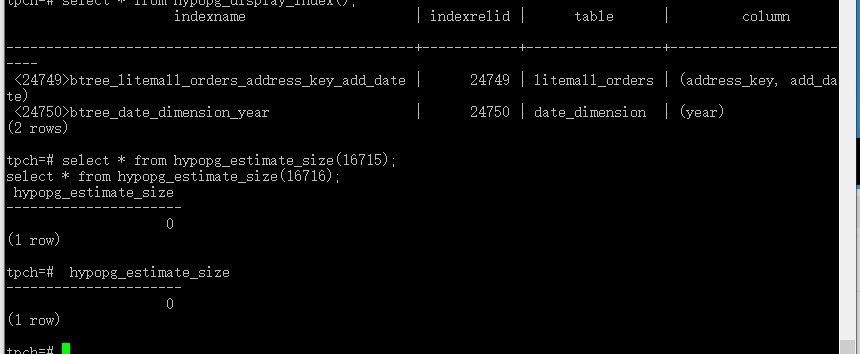 tpch=# select * from hypopg_display_index();
indexname | indexrelid | table | column
----------------------------------------------------+------------+-----------------+---------------------
----
<24749>btree_litemall_orders_address_key_add_date | 24749 | litemall_orders | (address_key, add_da
te)
<24750>btree_date_dimension_year | 24750 | date_dimension | (year)
(2 rows)
tpch=# select * from hypopg_estimate_size(16715);
select * from hypopg_estimate_size(16716);
hypopg_estimate_size
----------------------
0
(1 row)
tpch=# hypopg_estimate_size
----------------------
0
(1 row)
tpch=#